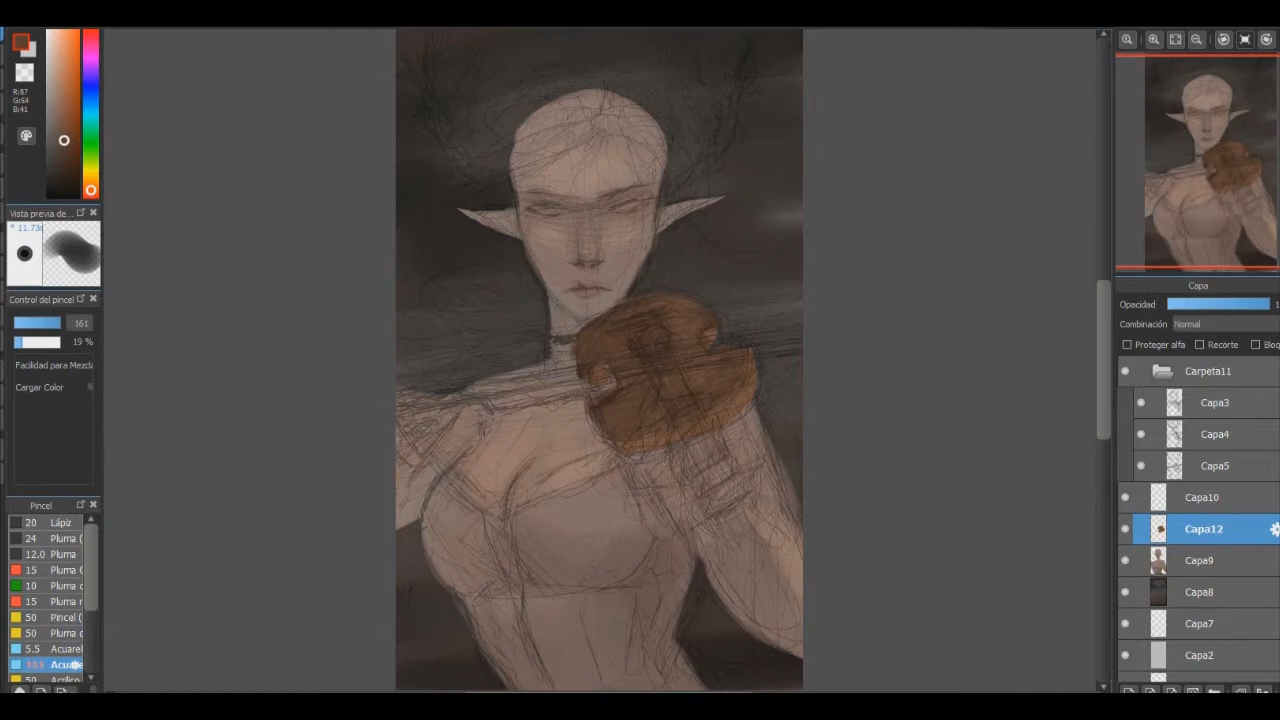 R:87
G:54
B:41
Vista previa de...
* 11.73
Control del pincel
161
19 %
Facilidad para Mezcla
Cargar Color
Pincel
20 Lápiz
24 Pluma (
12.0 Pluma
15 Pluma
10 Pluma
15 Pluma
50 Pincel (
50 Pluma
5.5 Acuarel
161
50 Acrílico
Capa
Opacidad
Combinación Normal
Proteger alfa Recorte Bloq
Carpeta11
Capa3
Capa4
Capa5
Capa10
Capa12
Capa9
Capa8
Capa7
Capa2